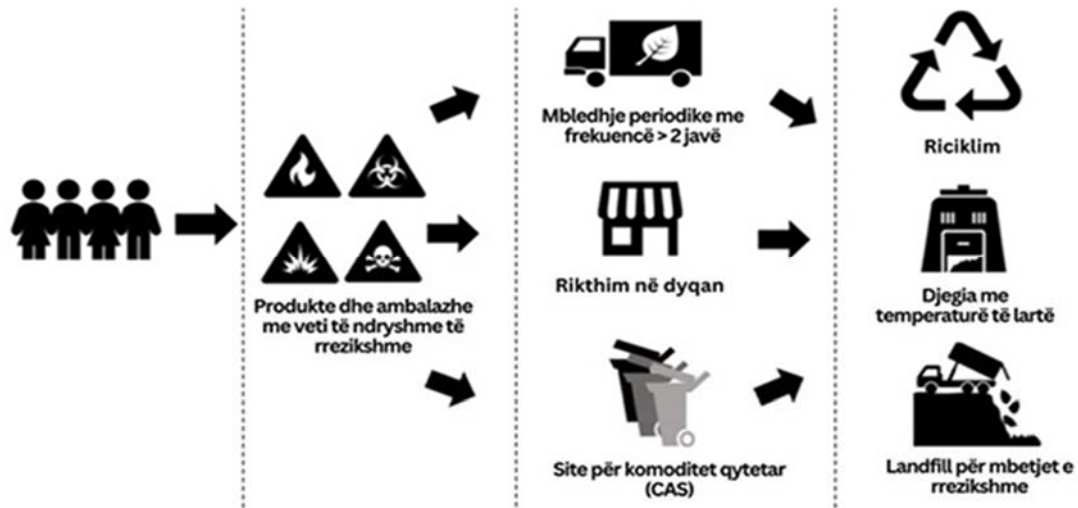 Produkte dhe ambalazhe
me veti të ndryshme të
rrezikshme
Mbledhje periodike me
frekuencë > 2 javë
Rikthim në dyqan
Site për komoditet qytetar
(CAS)
Riciklim
Djegia me
temperaturë të lartë
Landfill për mbetjet e
rrezikshme